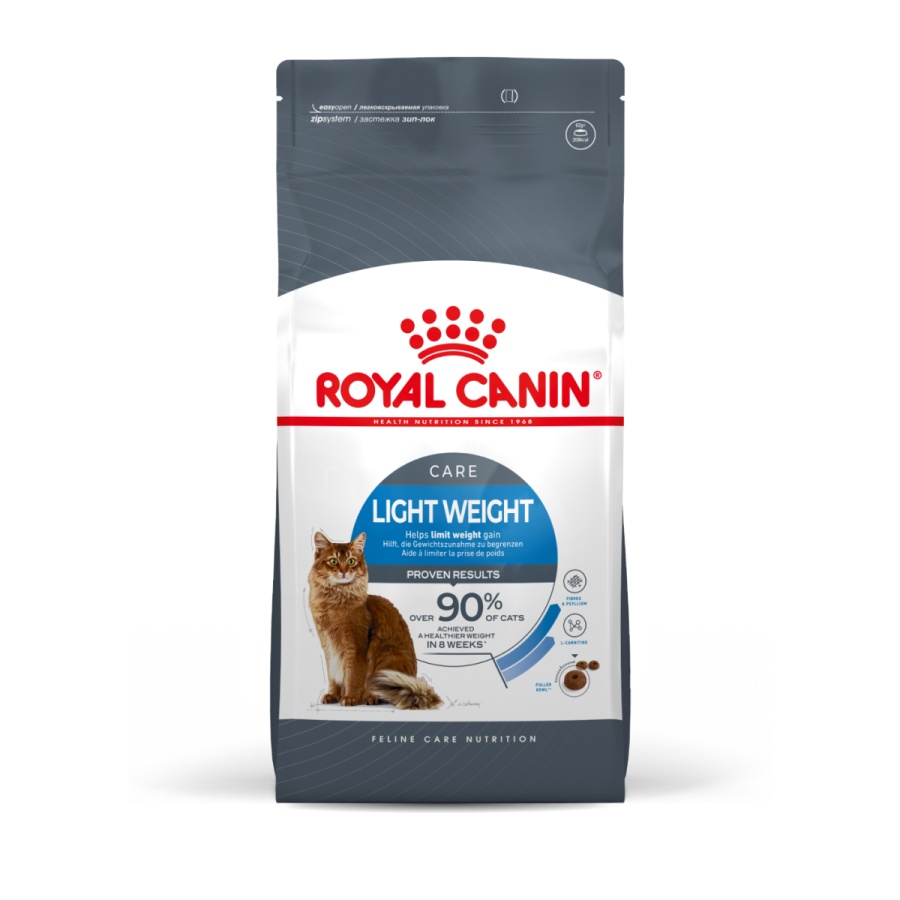 easyopen / легковскрываемая упаковка
zipsystem / застежка зип-лок
ROYAL CANIN®
HEALTH NUTRITION SINCE 1968
CARE
LIGHT WEIGHT
Helps limit weight gain
Hilft, die Gewichtszunahme zu begrenzen
Aide à limiter la prise de poids
PROVEN RESULTS
OVER 90% OF CATS
ACHIEVED
A HEALTHIER WEIGHT
IN 8 WEEKS*
FIBRES
& PSYLLIUM
L-CARNITINE
FULLER
BOWL**
FELINE CARE NUTRITION